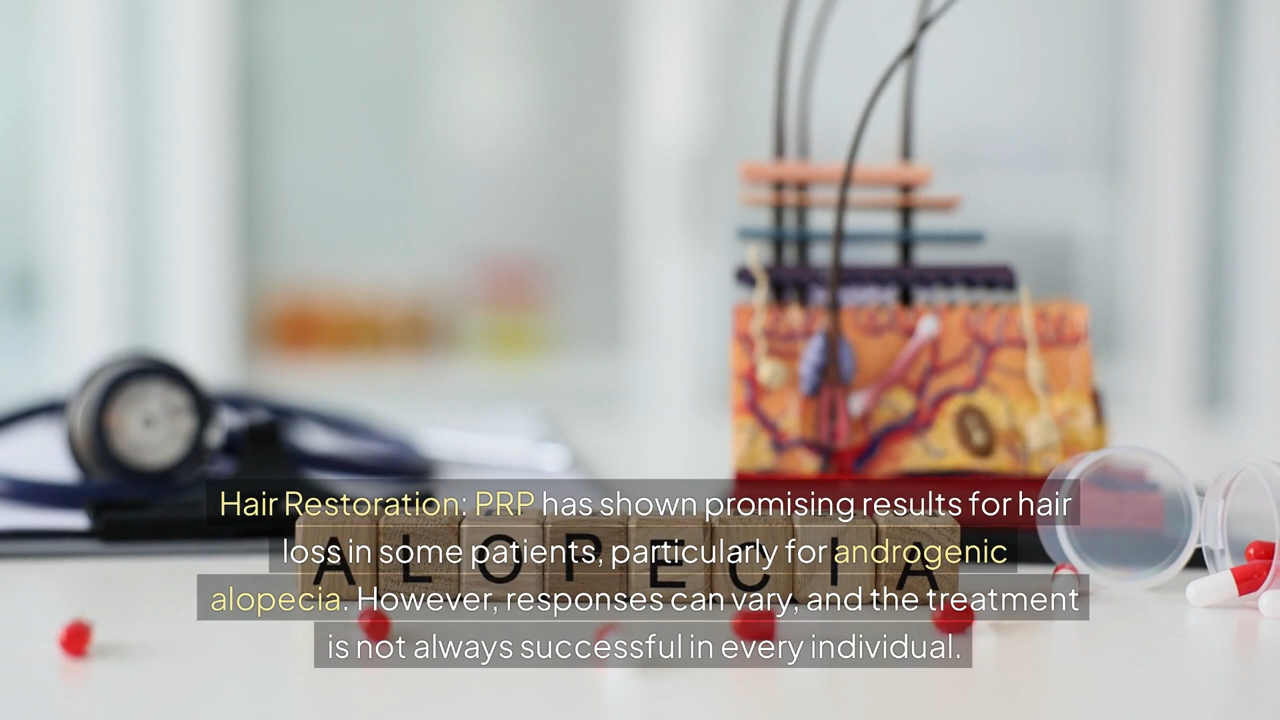 Hair Restoration: PRP has shown promising results for hair
loss in some patients, particularly for androgenic
alopecia. However, responses can vary, and the treatment
is not always successful in every individual.
ALOPECIA